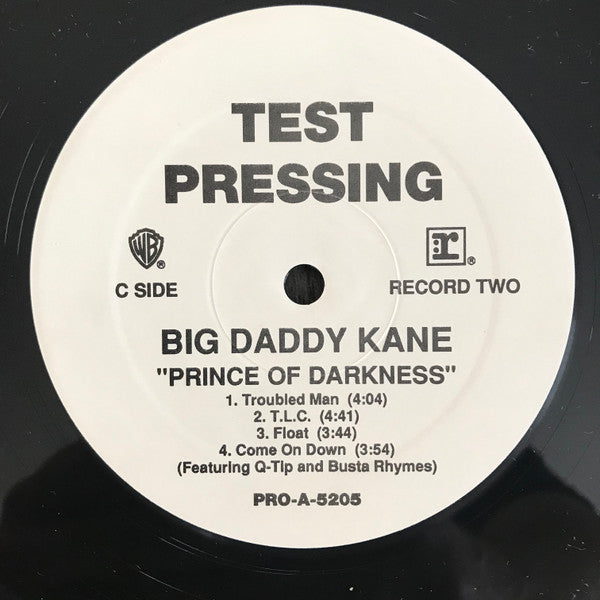 TEST
PRESSING
WB®
r®
C SIDE
RECORD TWO
BIG DADDY KANE
"PRINCE OF DARKNESS"
1. Troubled Man (4:04)
2. T.L.C. (4:41)
3. Float (3:44)
4. Come On Down (3:54)
(Featuring Q-Tip and Busta Rhymes)
PRO-A-5205